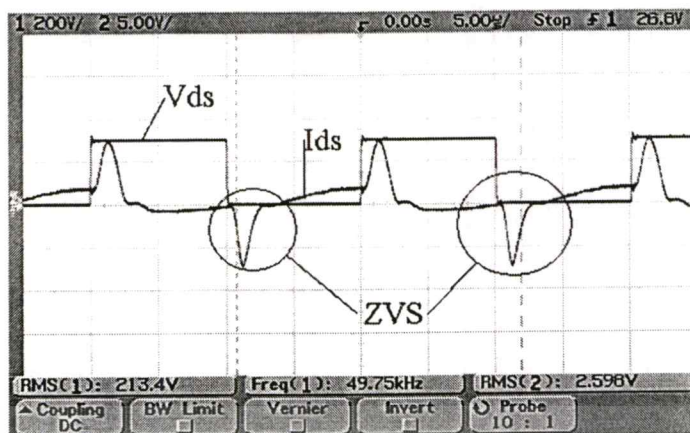 1 200V/ 2 5.00V/ 0.00s 5.00us/ Stop 1 26.8V
Vds
Ids
ZVS
RMS(1): 213.4V Freq(1): 49.75kHz RMS(2): 2.598V
Coupling BW Limit Vernier Invert Probe
DC 10 : 1